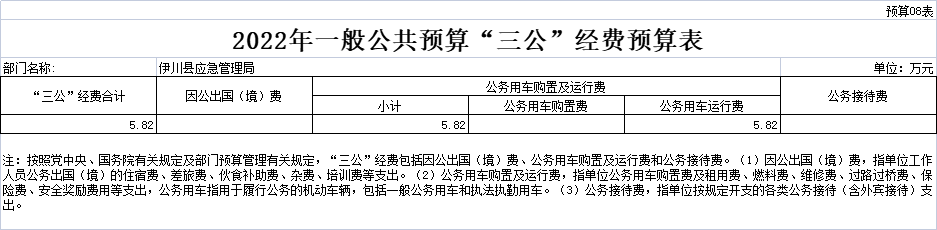 预算08表
2022年一般公共预算“三公”经费预算表
部门名称: 伊川县应急管理局 单位：万元
“三公”经费合计 因公出国（境）费 公务用车购置及运行费 公务接待费
小计 公务用车购置费 公务用车运行费
5.82 5.82 5.82
注：按照党中央、国务院有关规定及部门预算管理有关规定，“三公”经费包括因公出国（境）费、公务用车购置及运行费和公务接待费。（1）因公出国（境）费，指单位工作
人员公务出国（境）的住宿费、差旅费、伙食补助费、杂费、培训费等支出。（2）公务用车购置及运行费，指单位公务用车购置费及租用费、燃料费、维修费、过路过桥费、保
险费、安全奖励费用等支出，公务用车指用于履行公务的机动车辆，包括一般公务用车和执法执勤用车。（3）公务接待费，指单位按规定开支的各类公务接待（含外宾接待）支
出。